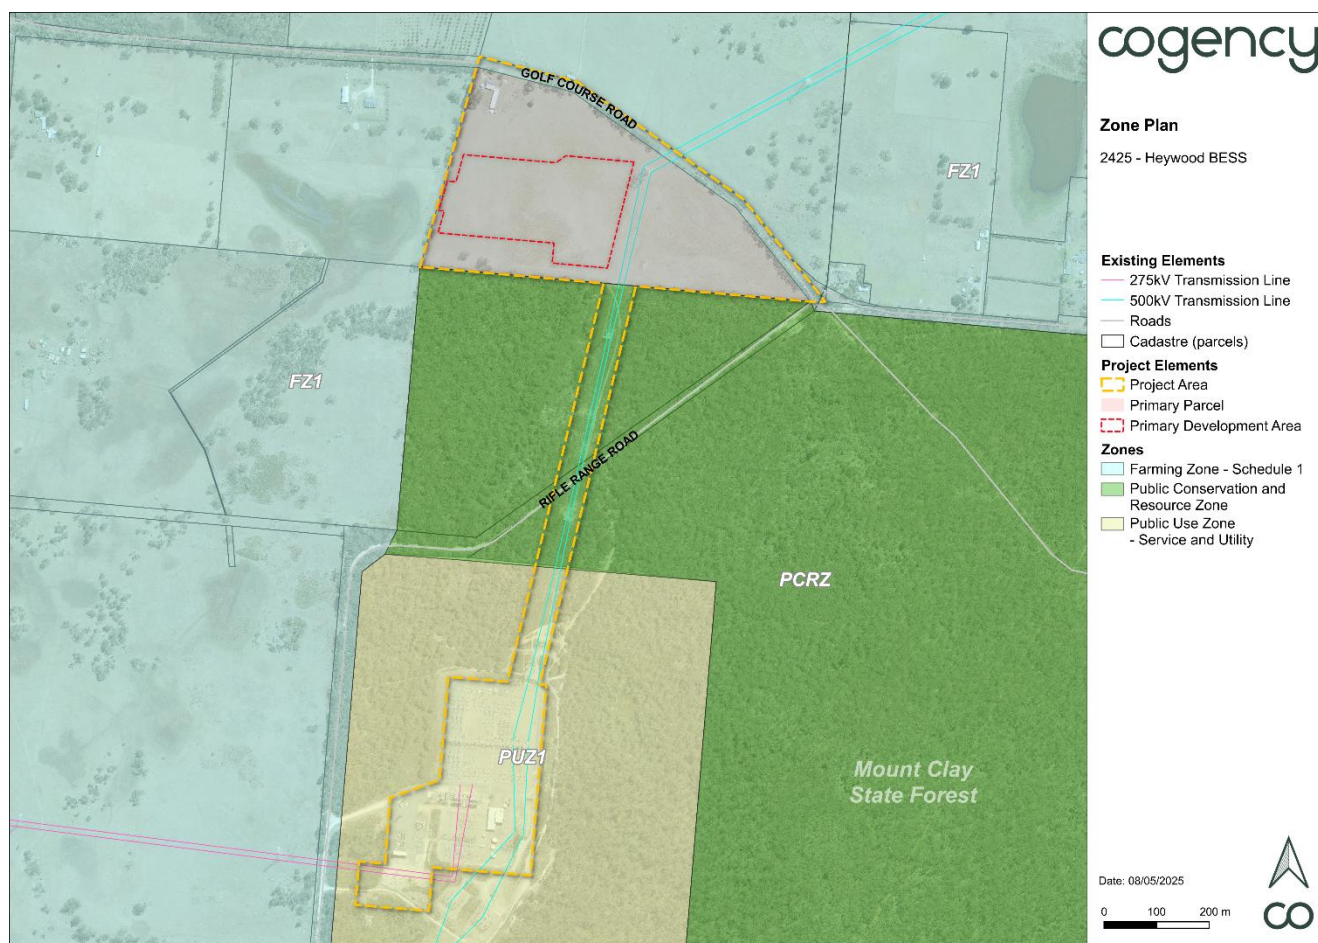 cogency
Zone Plan
2425 - Heywood BESS
Existing Elements
275kV Transmission Line
500kV Transmission Line
Roads
Cadastre (parcels)
Project Elements
Project Area
Primary Parcel
Primary Development Area
Zones
Farming Zone - Schedule 1
Public Conservation and
Resource Zone
Public Use Zone
- Service and Utility
GOLF COURSE ROAD
FZ1
FZ1
RIFLE RANGE ROAD
PCRZ
PUZ1
Mount Clay
State Forest
Date: 08/05/2025
0 100 200 m
co